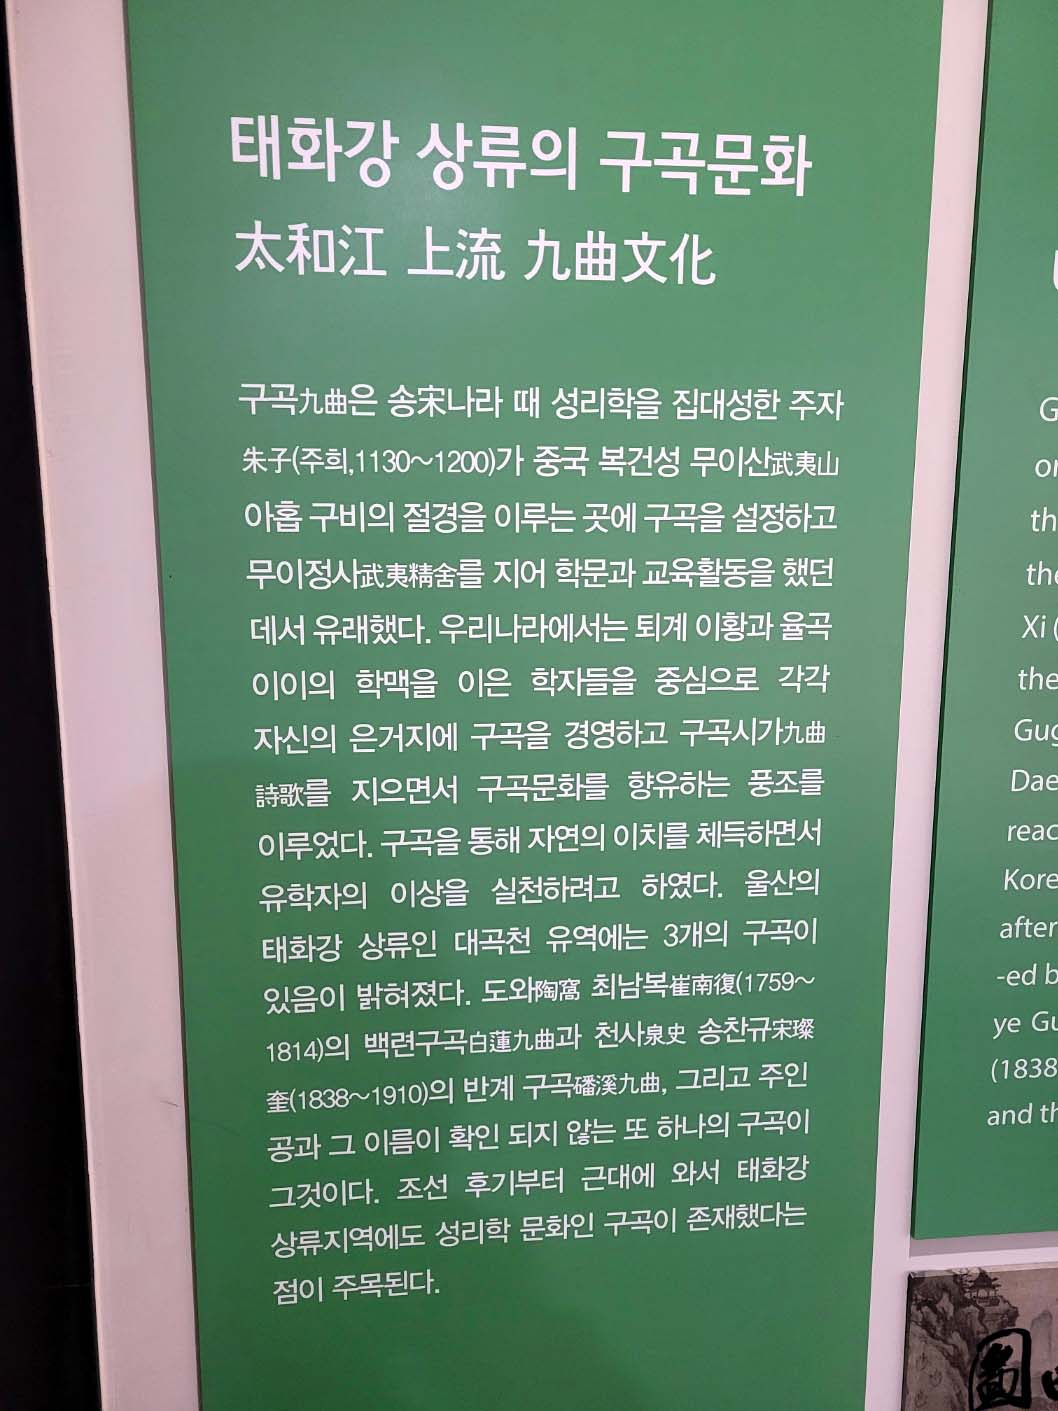 태화강 상류의 구곡문화
太和江 上流 九曲文化
구곡九曲은 송宋나라 때 성리학을 집대성한 주자
朱子(주희,1130~1200)가 중국 복건성 무이산武夷山
아홉 구비의 절경을 이루는 곳에 구곡을 설정하고
무이정사武夷精舍를 지어 학문과 교육활동을 했던
데서 유래했다. 우리나라에서는 퇴계 이황과 율곡
이이의 학맥을 이은 학자들을 중심으로 각각
자신의 은거지에 구곡을 경영하고 구곡시가九曲
詩歌를 지으면서 구곡문화를 향유하는 풍조를
이루었다. 구곡을 통해 자연의 이치를 체득하면서
유학자의 이상을 실천하려고 하였다. 울산의
태화강 상류인 대곡천 유역에는 3개의 구곡이
있음이 밝혀졌다. 도와陶窩 최남복崔南復(1759~
1814)의 백련구곡白蓮九曲과 천사泉史 송찬규宋璨
奎(1838~1910)의 반계 구곡磻溪九曲, 그리고 주인
공과 그 이름이 확인 되지 않는 또 하나의 구곡이
그것이다. 조선 후기부터 근대에 와서 태화강
상류지역에도 성리학 문화인 구곡이 존재했다는
점이 주목된다.
G
or
th
the
Xi (
the
Gug
Dae
reac
Kore
after
-ed b
ye Gu
(1838
and th
圖